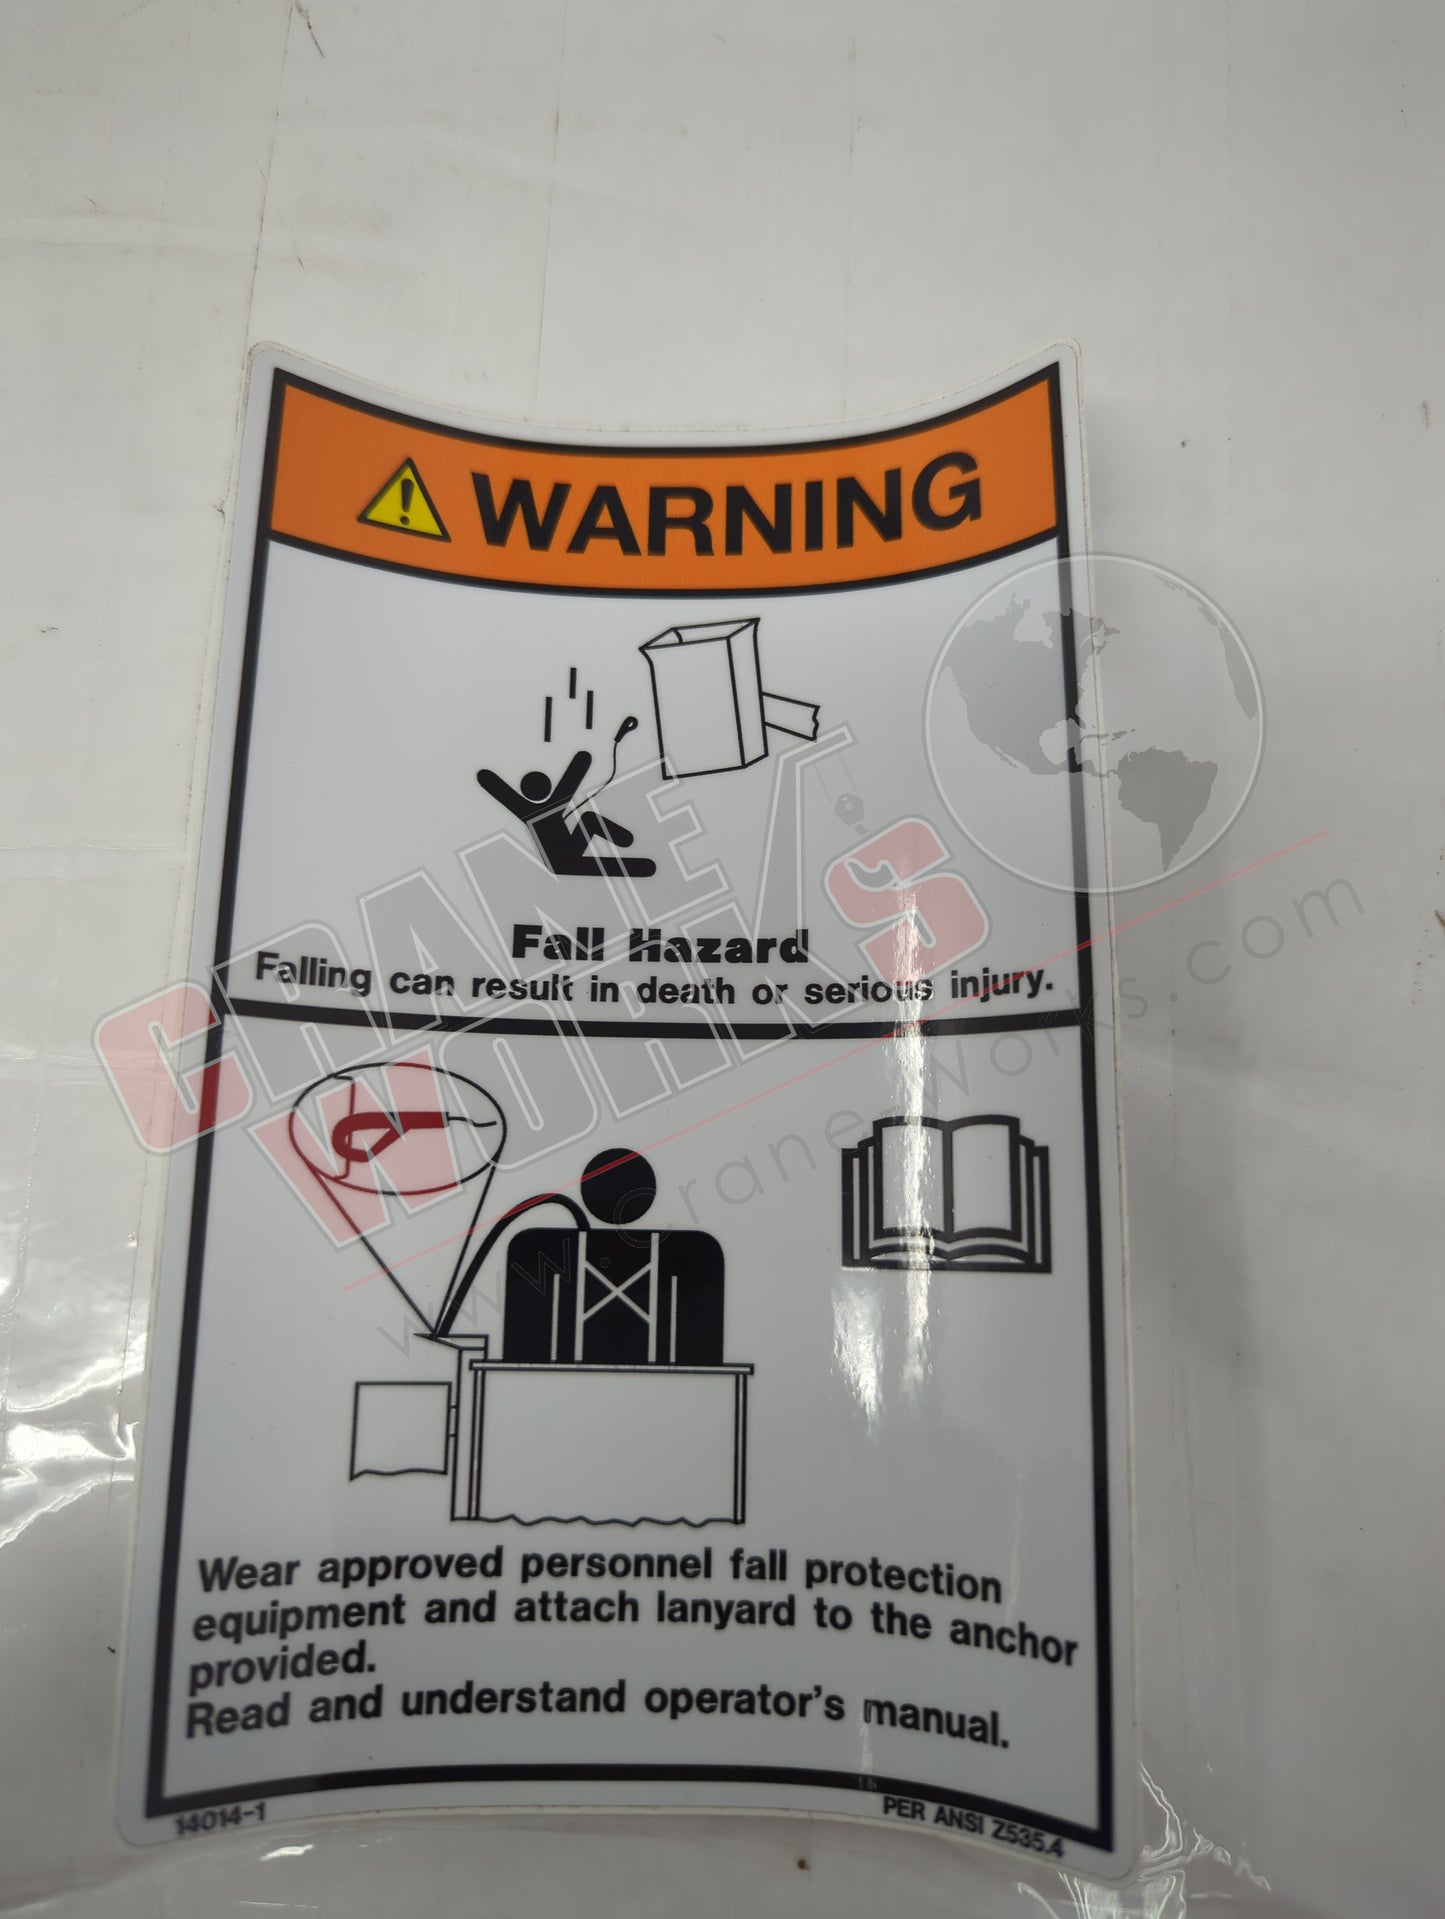 WARNING
Fall Hazard
Falling can result in death or serious injury.
Wear approved personnel fall protection
equipment and attach lanyard to the anchor
provided.
Read and understand operator's manual.
14014-1
PER ANSI Z535.4
CRANE
WORKS
www.craneworks.com